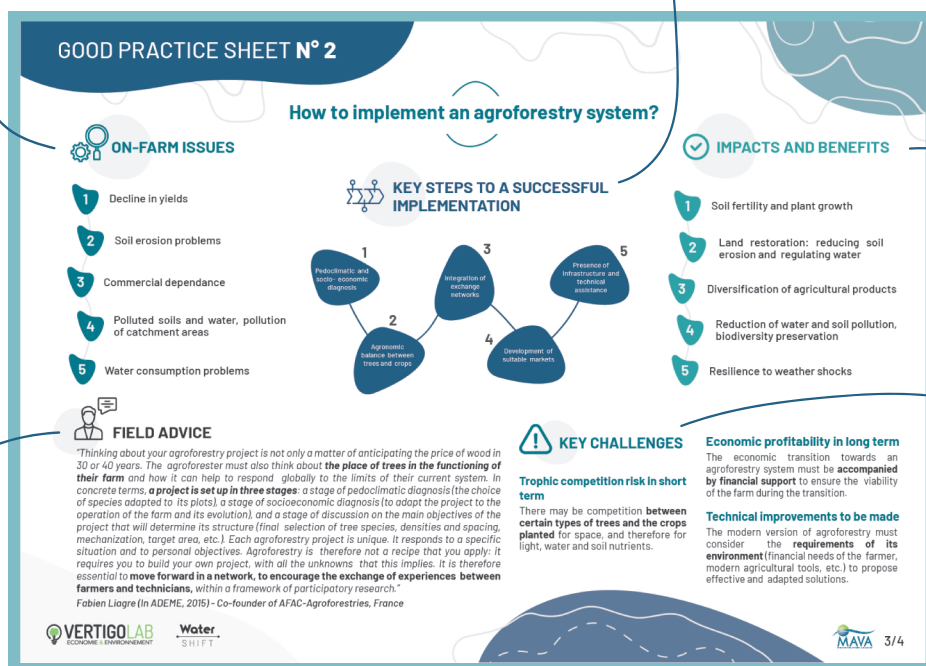 GOOD PRACTICE SHEET N° 2
How to implement an agroforestry system?
ON-FARM ISSUES
1
Decline in yields
2
Soil erosion problems
3
Commercial dependance
4
Polluted soils and water, pollution
of catchment areas
5
Water consumption problems
KEY STEPS TO A SUCCESSFUL
IMPLEMENTATION
1
Pedoclimatic and
socio- economic
diagnosis
2
Agronomic
balance between
trees and crops
3
Integration of
exchange
networks
4
Development of
suitable markets
5
Presence of
infrastructure and
technical
assistance
IMPACTS AND BENEFITS
1
Soil fertility and plant growth
2
Land restoration: reducing soil
erosion and regulating water
3
Diversification of agricultural products
4
Reduction of water and soil pollution,
biodiversity preservation
5
Resilience to weather shocks
FIELD ADVICE
"Thinking about your agroforestry project is not only a matter of anticipating the price of wood in
30 or 40 years. The agroforester must also think about the place of trees in the functioning of
their farm and how it can help to respond globally to the limits of their current system. In
concrete terms, a project is set up in three stages: a stage of pedoclimatic diagnosis (the choice
of species adapted to its plots), a stage of socioeconomic diagnosis (to adapt the project to the
operation of the farm and its evolution), and a stage of discussion on the main objectives of the
project that will determine its structure (final selection of tree species, densities and spacing,
mechanization, target area, etc.). Each agroforestry project is unique. It responds to a specific
situation and to personal objectives. Agroforestry is therefore not a recipe that you apply: it
requires you to build your own project, with all the unknowns that this implies. It is therefore
essential to move forward in a network, to encourage the exchange of experiences between
farmers and technicians, within a framework of participatory research."
Fabien Liagre (In ADEME, 2015) - Co-founder of AFAC-Agroforestries, France
KEY CHALLENGES
Trophic competition risk in short
term
There may be competition between
certain types of trees and the crops
planted for space, and therefore for
light, water and soil nutrients.
Economic profitability in long term
The economic transition towards an
agroforestry system must be accompanied
by financial support to ensure the viability
of the farm during the transition.
Technical improvements to be made
The modern version of agroforestry must
consider the requirements of its
environment (financial needs of the farmer,
modern agricultural tools, etc.) to propose
effective and adapted solutions.
VERTIGOLAB
ECONOMIE & ENVIRONNEMENT
Water
SHIFT
MAVA
3/4